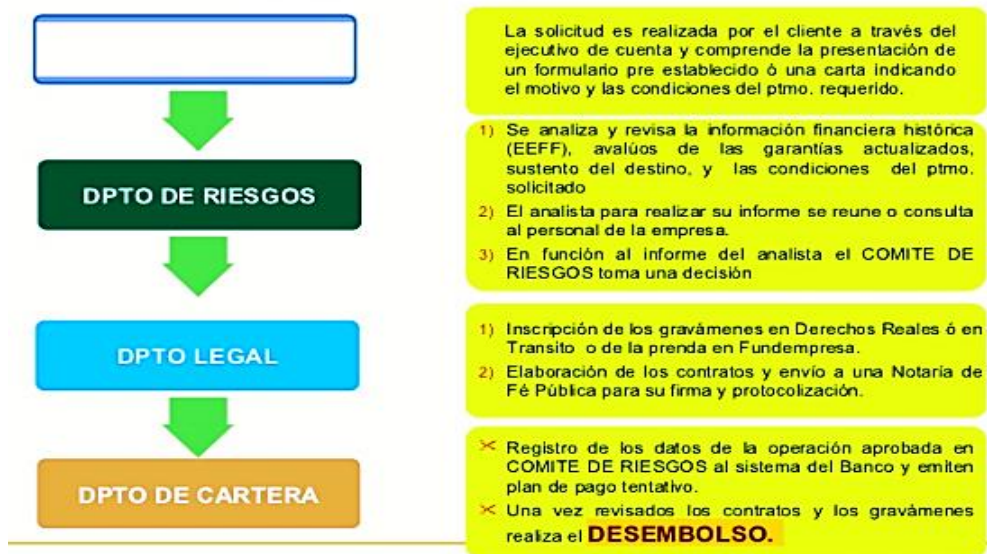 La solicitud es realizada por el cliente a través del
ejecutivo de cuenta y comprende la presentación de
un formulario pre establecido ó una carta indicando
el motivo y las condiciones del ptmo. requerido.
DPTO DE RIESGOS
1) Se analiza y revisa la información financiera histórica
(EEFF), avalúos de las garantías actualizados,
sustento del destino, y las condiciones del ptmo.
solicitado
2) El analista para realizar su informe se reune o consulta
al personal de la empresa.
3) En función al informe del analista el COMITE DE
RIESGOS toma una decisión
DPTO LEGAL
1) Inscripción de los gravámenes en Derechos Reales ó en
Transito o de la prenda en Fundempresa.
2) Elaboración de los contratos y envío a una Notaría de
Fé Pública para su firma y protocolización.
DPTO DE CARTERA
Registro de los datos de la operación aprobada en
COMITE DE RIESGOS al sistema del Banco y emiten
plan de pago tentativo.
Una vez revisados los contratos y los gravámenes
realiza el DESEMBOLSO.